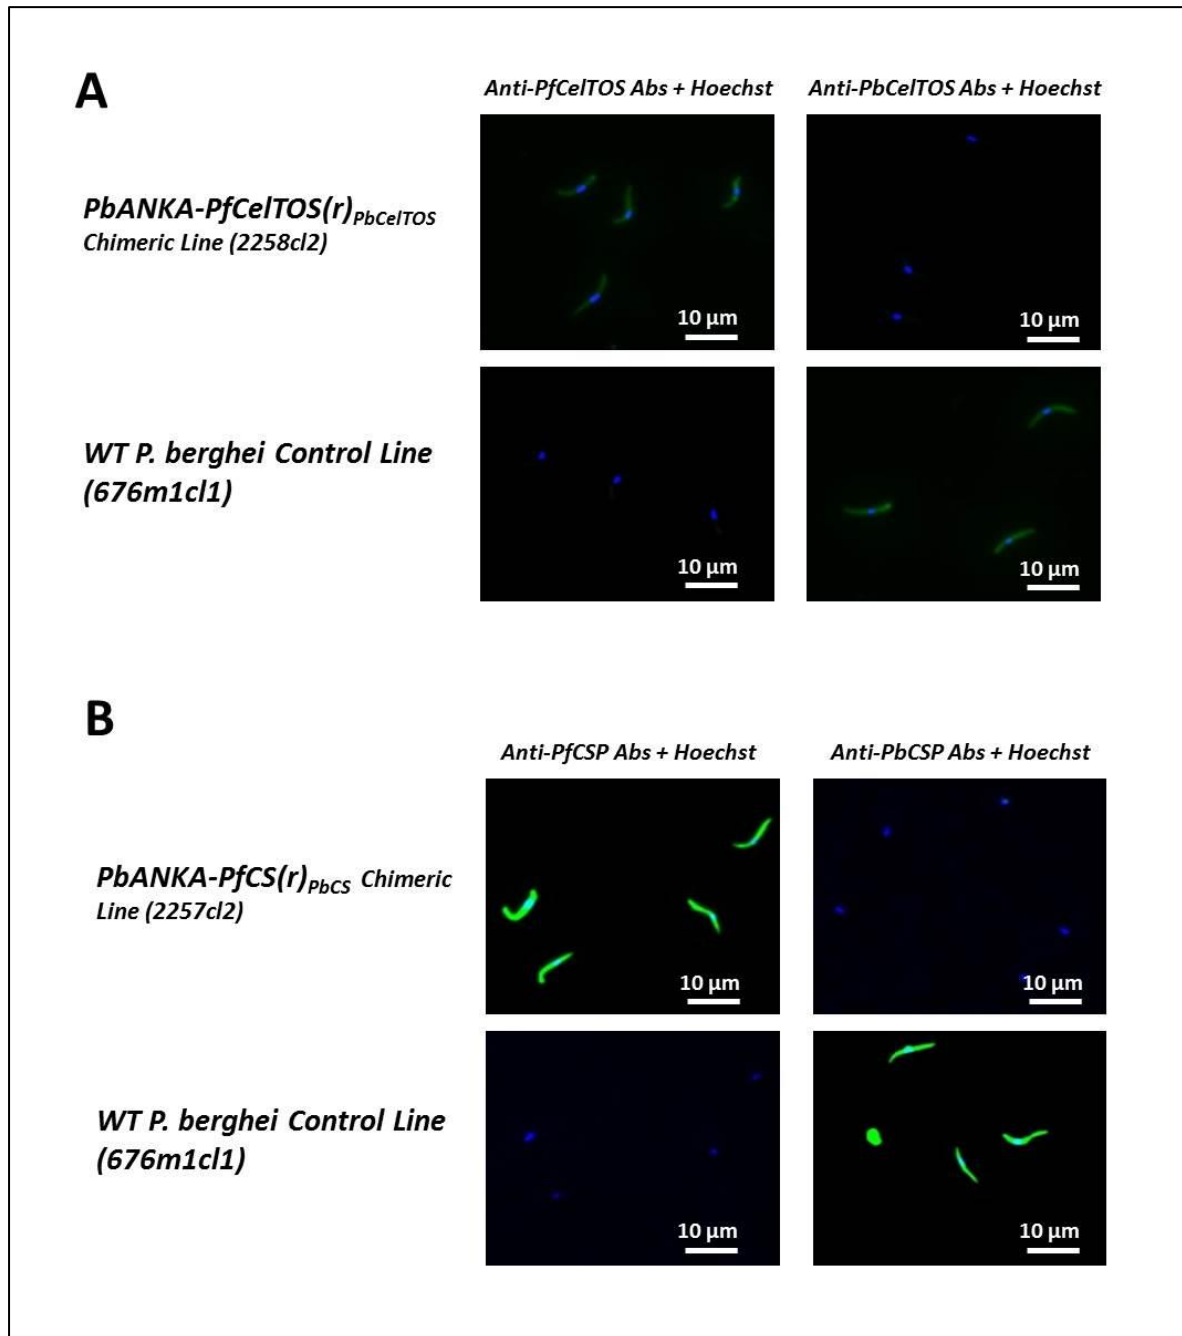 A
Anti-PfCelTOS Abs + Hoechst
Anti-PbCelTOS Abs + Hoechst
PbANKA-PfCelTOS(r)PbCelTOS
Chimeric Line (2258cl2)
10 µm
10 µm
WT P. berghei Control Line
(676m1cl1)
10 µm
10 µm
B
Anti-PfCSP Abs + Hoechst
Anti-PbCSP Abs + Hoechst
PbANKA-PfCS(r)PbCS Chimeric
Line (2257cl2)
10 µm
10 µm
WT P. berghei Control Line
(676m1cl1)
10 µm
10 µm